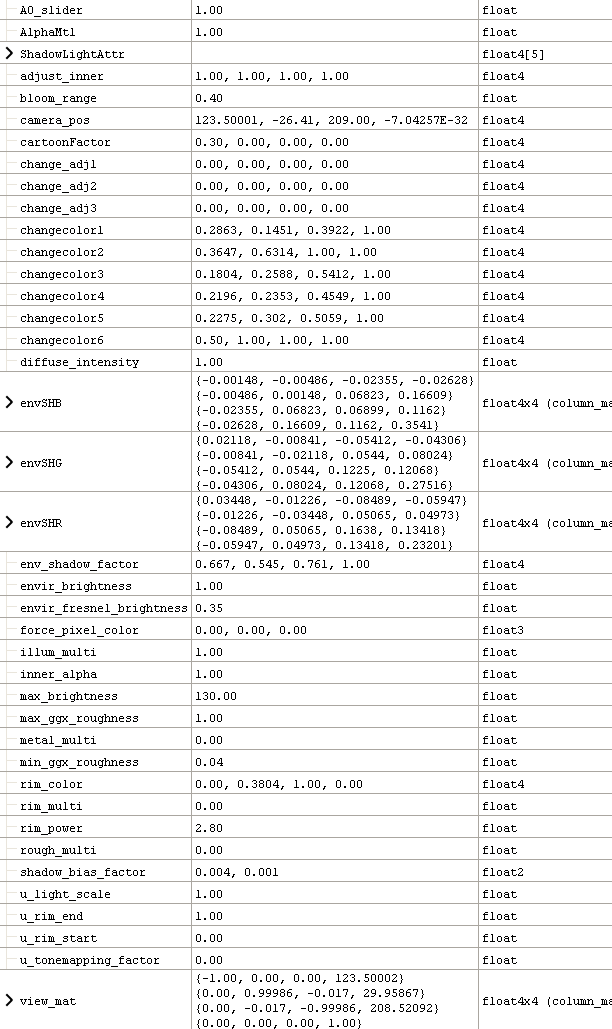 A0_slider 1.00 float
AlphaMtl 1.00 float
ShadowLightAttr float4[5]
adjust_inner 1.00, 1.00, 1.00, 1.00 float4
bloom_range 0.40 float
camera_pos 123.50001, -26.41, 209.00, -7.04257E-32 float4
cartoonFactor 0.30, 0.00, 0.00, 0.00 float4
change_adj1 0.00, 0.00, 0.00, 0.00 float4
change_adj2 0.00, 0.00, 0.00, 0.00 float4
change_adj3 0.00, 0.00, 0.00, 0.00 float4
changecolor1 0.2863, 0.1451, 0.3922, 1.00 float4
changecolor2 0.3647, 0.6314, 1.00, 1.00 float4
changecolor3 0.1804, 0.2588, 0.5412, 1.00 float4
changecolor4 0.2196, 0.2353, 0.4549, 1.00 float4
changecolor5 0.2275, 0.302, 0.5059, 1.00 float4
changecolor6 0.50, 1.00, 1.00, 1.00 float4
diffuse_intensity 1.00 float
{-0.00148, -0.00486, -0.02355, -0.02628}
{-0.00486, 0.00148, 0.06823, 0.16609}
envSHB float4x4 (column_ma
{-0.02355, 0.06823, 0.06899, 0.1162}
{-0.02628, 0.16609, 0.1162, 0.3541}
{0.02118, -0.00841, -0.05412, -0.04306}
{-0.00841, -0.02118, 0.0544, 0.08024}
envSHG float4x4 (column_ma
{-0.05412, 0.0544, 0.1225, 0.12068}
{-0.04306, 0.08024, 0.12068, 0.27516}
{0.03448, -0.01226, -0.08489, -0.05947}
{-0.01226, -0.03448, 0.05065, 0.04973}
envSHR float4x4 (column_ma
{-0.08489, 0.05065, 0.1638, 0.13418}
{-0.05947, 0.04973, 0.13418, 0.23201}
env_shadow_factor 0.667, 0.545, 0.761, 1.00 float4
envir_brightness 1.00 float
envir_fresnel_brightness 0.35 float
force_pixel_color 0.00, 0.00, 0.00 float3
illum_multi 1.00 float
inner_alpha 1.00 float
max_brightness 130.00 float
max_ggx_roughness 1.00 float
metal_multi 0.00 float
min_ggx_roughness 0.04 float
rim_color 0.00, 0.3804, 1.00, 0.00 float4
rim_multi 0.00 float
rim_power 2.80 float
rough_multi 0.00 float
shadow_bias_factor 0.004, 0.001 float2
u_light_scale 1.00 float
u_rim_end 1.00 float
u_rim_start 0.00 float
u_tonemapping_factor 0.00 float
{-1.00, 0.00, 0.00, 123.50002}
{0.00, 0.99986, -0.017, 29.95867}
view_mat float4x4 (column_ma
{0.00, -0.017, -0.99986, 208.52092}
{0.00, 0.00, 0.00, 1.00}